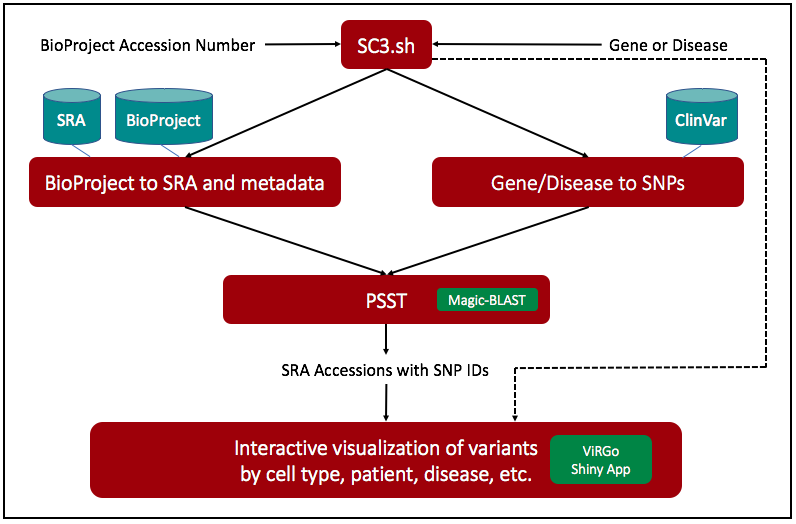 BioProject Accession Number
SC3.sh
Gene or Disease
SRA
BioProject
ClinVar
BioProject to SRA and metadata
Gene/Disease to SNPs
PSST
Magic-BLAST
SRA Accessions with SNP IDs
Interactive visualization of variants
by cell type, patient, disease, etc.
ViRGo
Shiny App